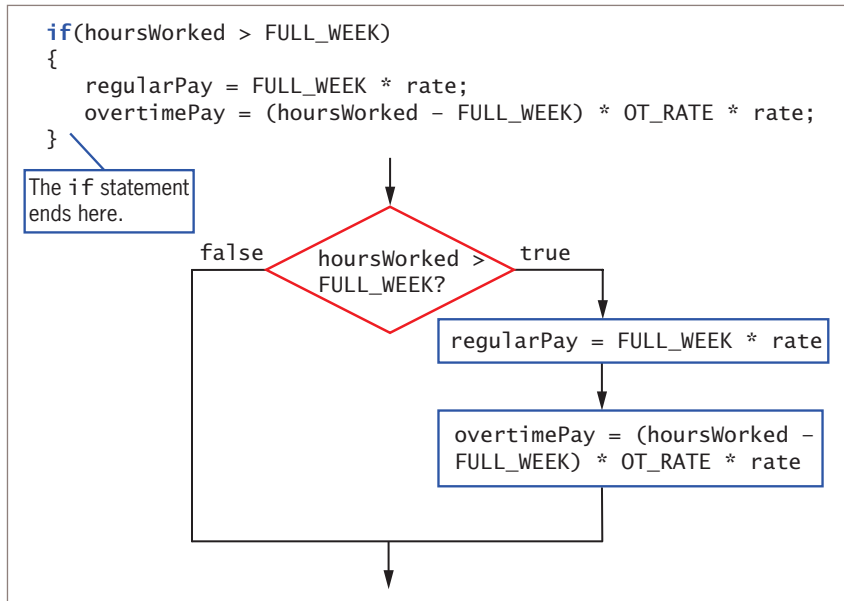 if(hoursWorked > FULL_WEEK)
{
regularPay = FULL_WEEK * rate;
overtimePay = (hoursWorked – FULL_WEEK) * OT_RATE * rate;
}
The if statement
ends here.
false
hoursWorked >
FULL_WEEK?
true
regularPay = FULL_WEEK * rate
overtimePay = (hoursWorked –
FULL_WEEK) * OT_RATE * rate